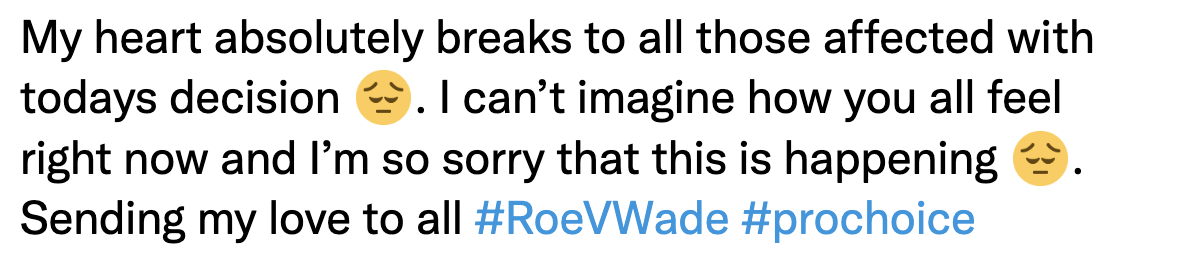 My heart absolutely breaks to all those affected with
todays decision 😔. I can’t imagine how you all feel
right now and I’m so sorry that this is happening 😔.
Sending my love to all #RoeVWade #prochoice